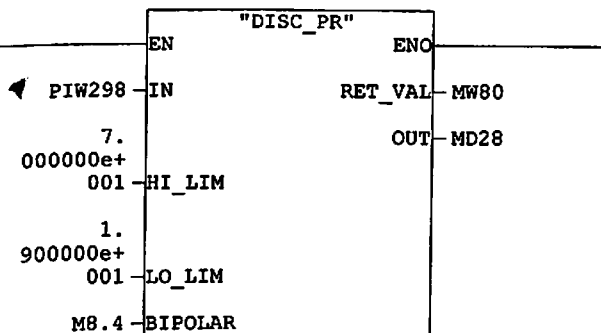 "DISC_PR"
EN ENO
PIW298 IN RET_VAL MW80
7. OUT MD28
000000e+
001 HI_LIM
1.
900000e+
001 LO_LIM
M8.4 BIPOLAR